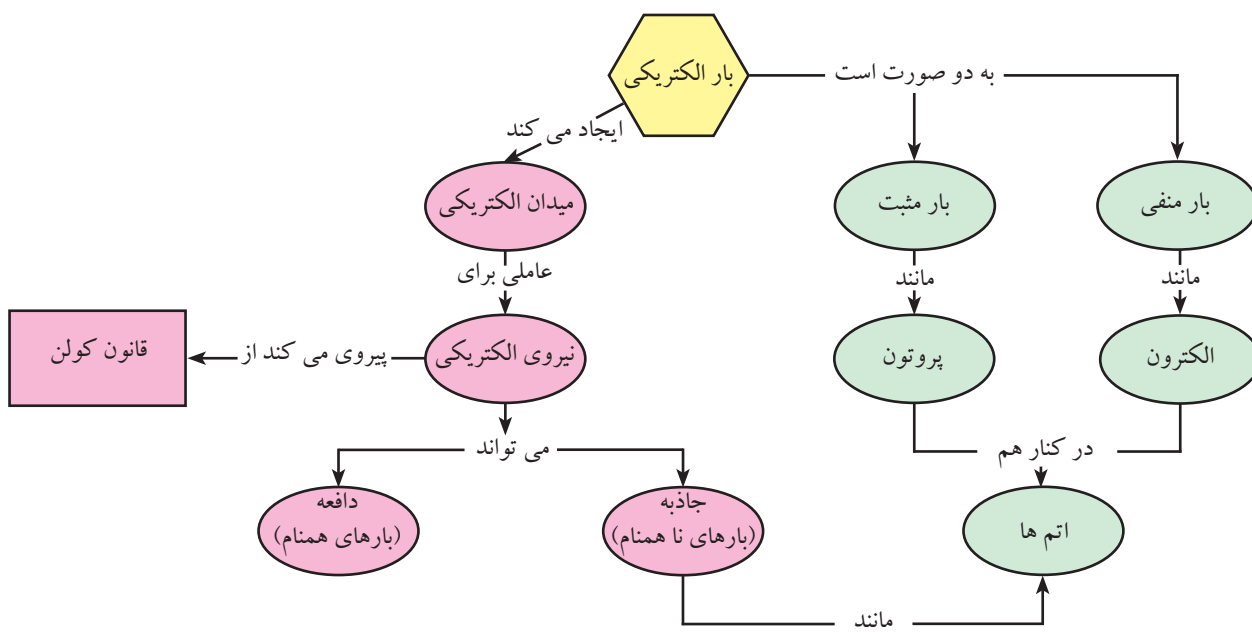 بار الکتریکی
به دو صورت است
ایجاد می کند
بار منفی
بار مثبت
میدان الکتریکی
مانند
مانند
عاملی برای
الکترون
پروتون
نیروی الکتریکی
پیروی می کند از
قانون کولن
در کنار هم
می تواند
اتم ها
جاذبه
(بارهای نا همنام)
دافعه
(بارهای همنام)
مانند